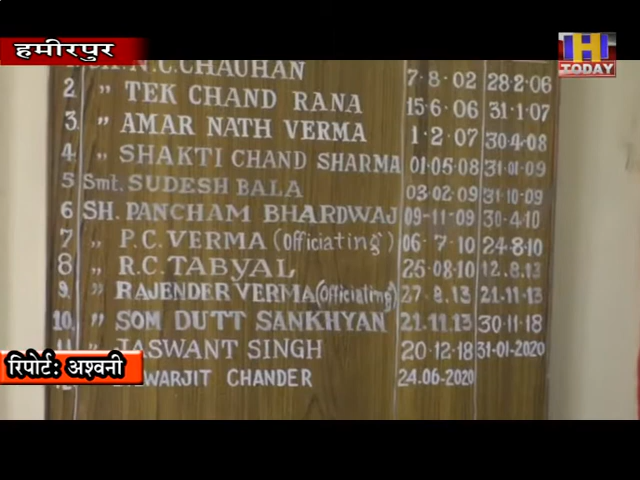 हमीरपुर
IHI
TODAY
N.C.CHAUHAN 7-8-02 28-2-06
2 " TEK CHAND RANA 15-6-06 31-1-07
3. " AMAR NATH VERMA 1-2-07 30-4-08
4 " SHAKTI CHAND SHARMA 01-05-08 31-01-09
5 Smt. SUDESH BALA 03-02-09 31-10-09
6 SH. PANCHAM BHARDWAJ 09-11-09 30-4-10
7 " P.C.VERMA (Officiating) 06-7-10 24-8-10
8 " R.C.TABYAL 25-08-10 12.8.13
9. " RAJENDER VERMA (Officiating) 27-8.13 21-11-13
10. " SOM DUTT SANKHYAN 21-11-13 30-11-18
11 " JASWANT SINGH 20-12-18 31-01-2020
WARJIT CHANDER 24-06-2020
रिपोर्ट: अश्वनी